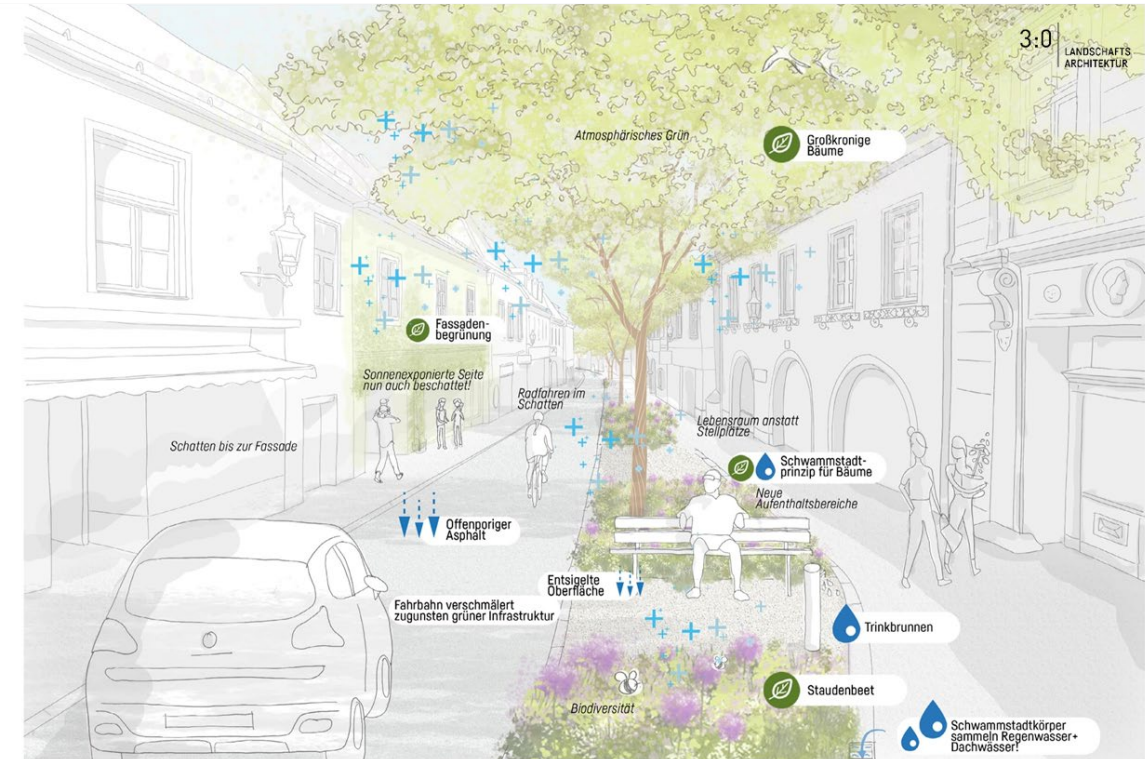 3:0
LANDSCHAFTS
ARCHITEKTUR
Atmosphärisches Grün
Großkronige
Bäume
Fassaden-
begrünung
Sonnenexponierte Seite
nun auch beschattet!
Radfahren im
Schatten
Lebensraum anstatt
Stellplätze
Schatten bis zur Fassade
Schwammstadt-
prinzip für Bäume
Neue
Aufenthaltsbereiche
Offenporiger
Asphalt
Entsigelte
Oberfläche
Fahrbahn verschmälert
zugunsten grüner Infrastruktur
Trinkbrunnen
Staudenbeet
Biodiversität
Schwammstadtkörper
sammeln Regenwasser+
Dachwässer!